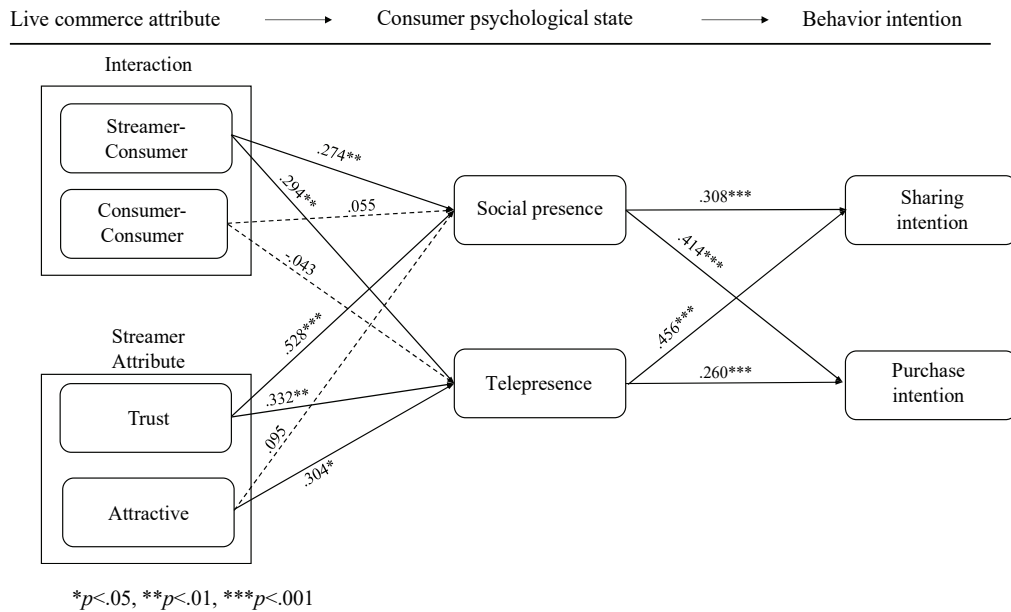 Live commerce attribute
Consumer psychological state
Behavior intention
Interaction
Streamer-
Consumer
Consumer-
Consumer
Streamer
Attribute
Trust
Attractive
.274**
.294**
.055
-.043
.528***
.332**
.095
.304*
Social presence
Telepresence
.308***
.414***
.456***
.260***
Sharing
intention
Purchase
intention
*p<.05, **p<.01, ***p<.001